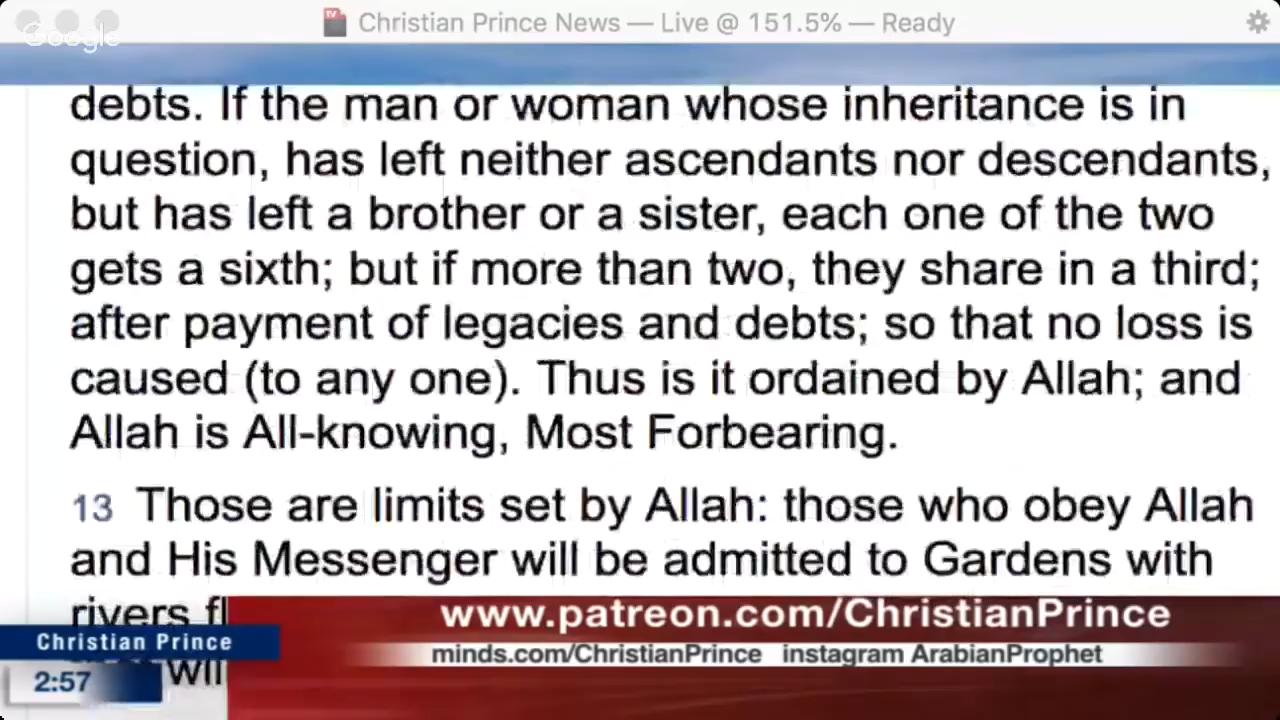 Christian Prince News — Live @ 151.5% — Ready
Google
debts. If the man or woman whose inheritance is in
question, has left neither ascendants nor descendants,
but has left a brother or a sister, each one of the two
gets a sixth; but if more than two, they share in a third;
after payment of legacies and debts; so that no loss is
caused (to any one). Thus is it ordained by Allah; and
Allah is All-knowing, Most Forbearing.
13 Those are limits set by Allah: those who obey Allah
and His Messenger will be admitted to Gardens with
rivers fl
www.patreon.com/ChristianPrince
Christian Prince
minds.com/ChristianPrince instagram ArabianProphet
wil
2:57